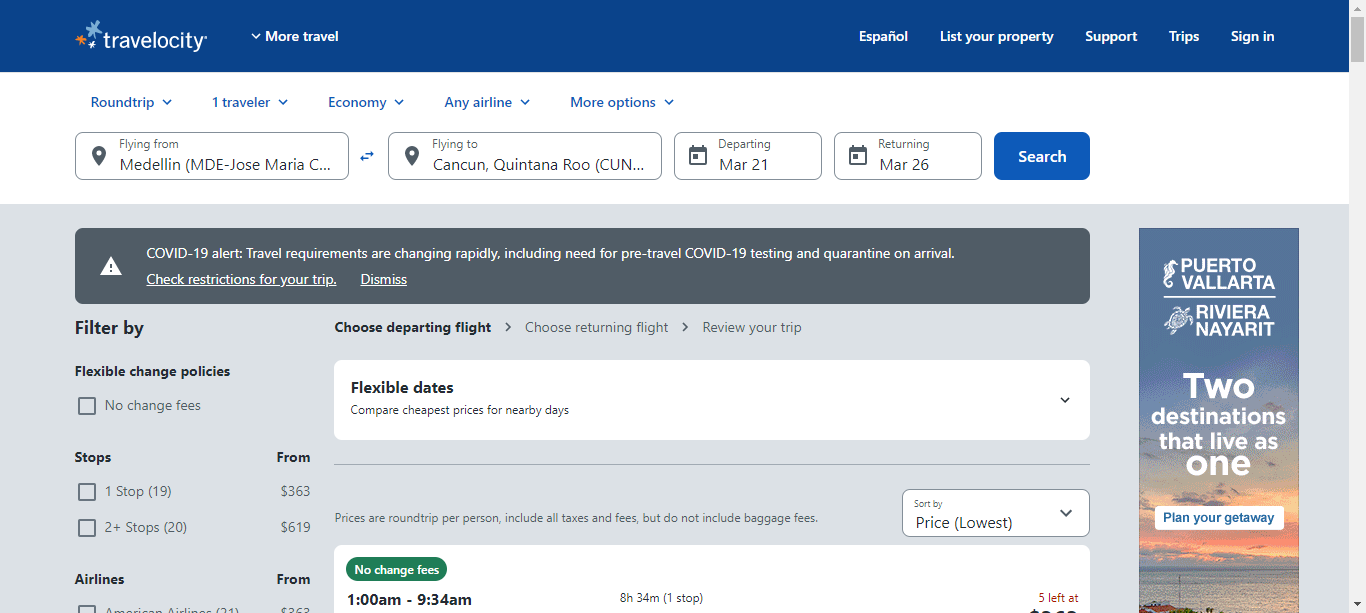 travelocity
More travel
Español
List your property
Support
Trips
Sign in
Roundtrip
1 traveler
Economy
Any airline
More options
Flying from
Medellin (MDE-Jose Maria C...
Flying to
Cancun, Quintana Roo (CUN...
Departing
Mar 21
Returning
Mar 26
Search
COVID-19 alert: Travel requirements are changing rapidly, including need for pre-travel COVID-19 testing and quarantine on arrival.
Check restrictions for your trip.
Dismiss
Filter by
Flexible change policies
No change fees
Stops
From
1 Stop (19)
$363
2+ Stops (20)
$619
Airlines
From
American Airlines (21)
$363
Choose departing flight
Choose returning flight
Review your trip
Flexible dates
Compare cheapest prices for nearby days
Prices are roundtrip per person, include all taxes and fees, but do not include baggage fees.
Sort by
Price (Lowest)
No change fees
1:00am - 9:34am
8h 34m (1 stop)
5 left at
PUERTO
VALLARTA
RIVIERA
NAYARIT
Two
destinations
that live as
one
Plan your getaway